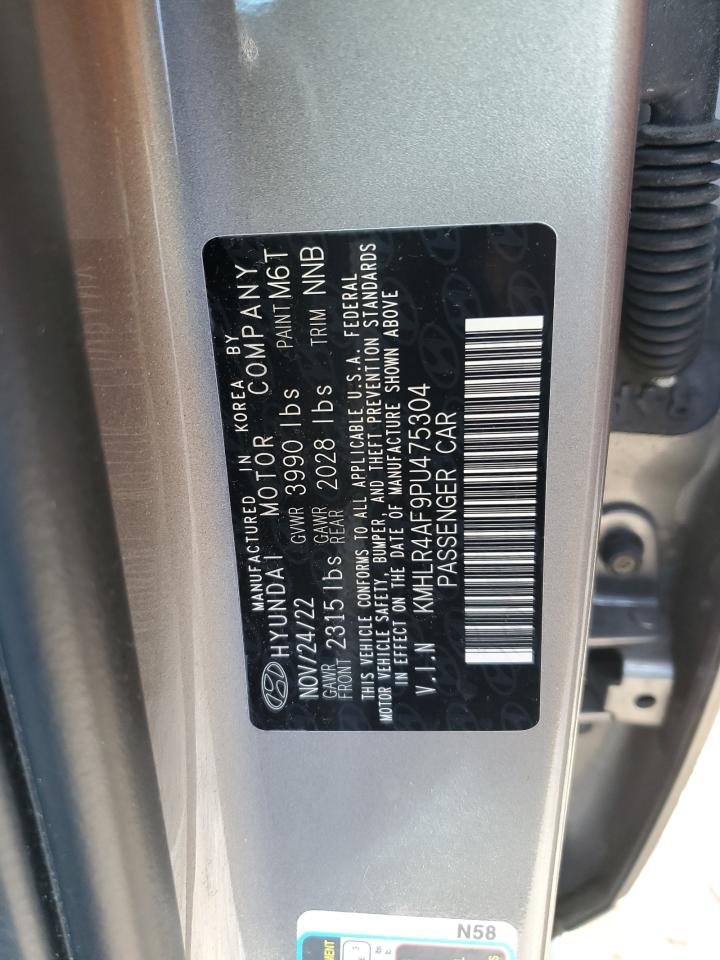 MANUFACTURED IN KOREA BY
HYUNDAI MOTOR COMPANY
NOV/24/22 GVWR 3990 lbs PAINT M6T
GAWR FRONT 2315 lbs GAWR REAR 2028 lbs TRIM NNB
THIS VEHICLE CONFORMS TO ALL APPLICABLE U.S.A. FEDERAL
MOTOR VEHICLE SAFETY, BUMPER, AND THEFT PREVENTION STANDARDS
IN EFFECT ON THE DATE OF MANUFACTURE SHOWN ABOVE
V.I.N KMHLR4AF9PU475304
PASSENGER CAR
N58